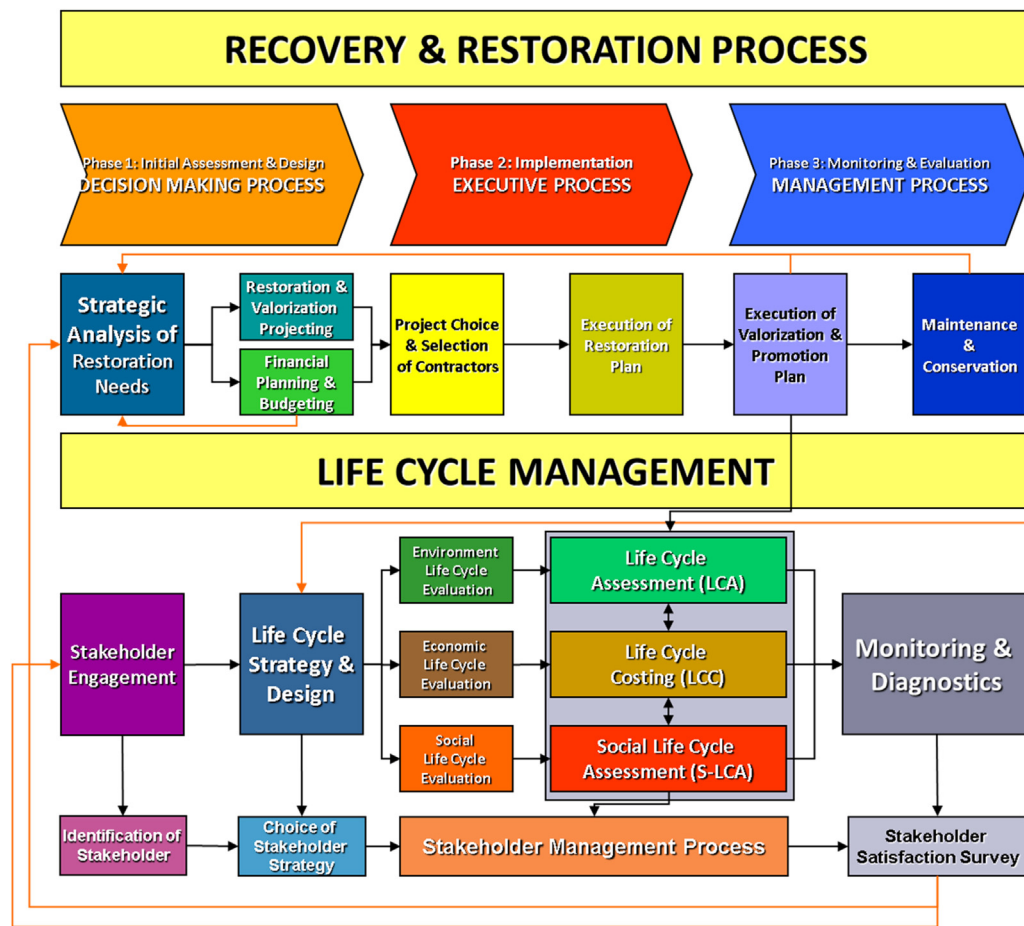 RECOVERY & RESTORATION PROCESS
Phase 1: Initial Assessment & Design
DECISION MAKING PROCESS
Phase 2: Implementation
EXECUTIVE PROCESS
Phase 3: Monitoring & Evaluation
MANAGEMENT PROCESS
Strategic
Analysis of
Restoration
Needs
Restoration &
Valorization
Projecting
Financial
Planning &
Budgeting
Project Choice
& Selection
of Contractors
Execution of
Restoration
Plan
Execution of
Valorization &
Promotion
Plan
Maintenance
&
Conservation
LIFE CYCLE MANAGEMENT
Stakeholder
Engagement
Life Cycle
Strategy &
Design
Environment
Life Cycle
Evaluation
Economic
Life Cycle
Evaluation
Social
Life Cycle
Evaluation
Life Cycle
Assessment (LCA)
Life Cycle
Costing (LCC)
Social Life Cycle
Assessment (S-LCA)
Monitoring &
Diagnostics
Identification of
Stakeholder
Choice of
Stakeholder
Strategy
Stakeholder Management Process
Stakeholder
Satisfaction Survey